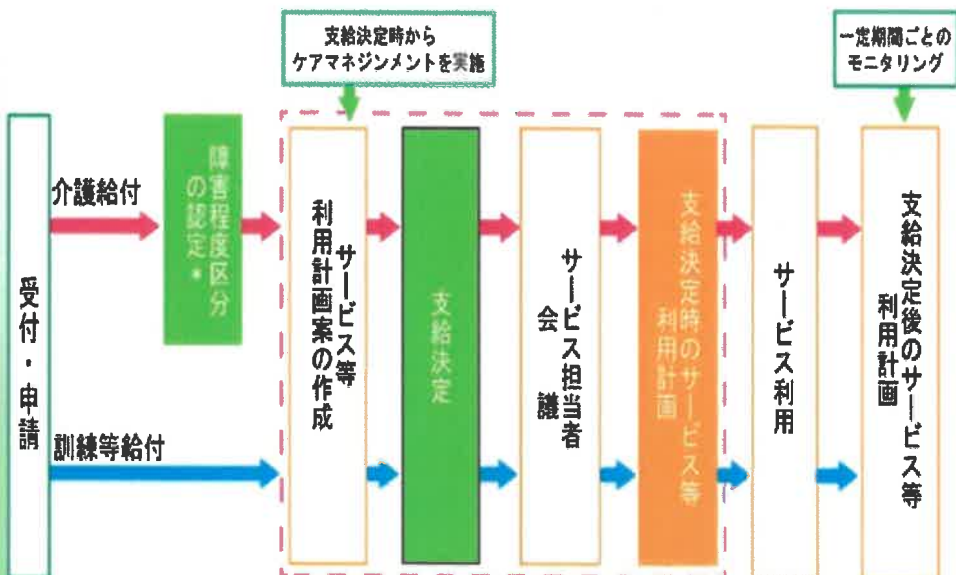 支給決定時から
ケアマネジンメントを実施
一定期間ごとの
モニタリング
受付・申請
介護給付
訓練等給付
障害程度区分
の認定*
サービス等
利用計画案の作成
支給決定
サービス担当者
会議
支給決定時のサービス等
利用計画
サービス利用
支給決定後のサービス等
利用計画